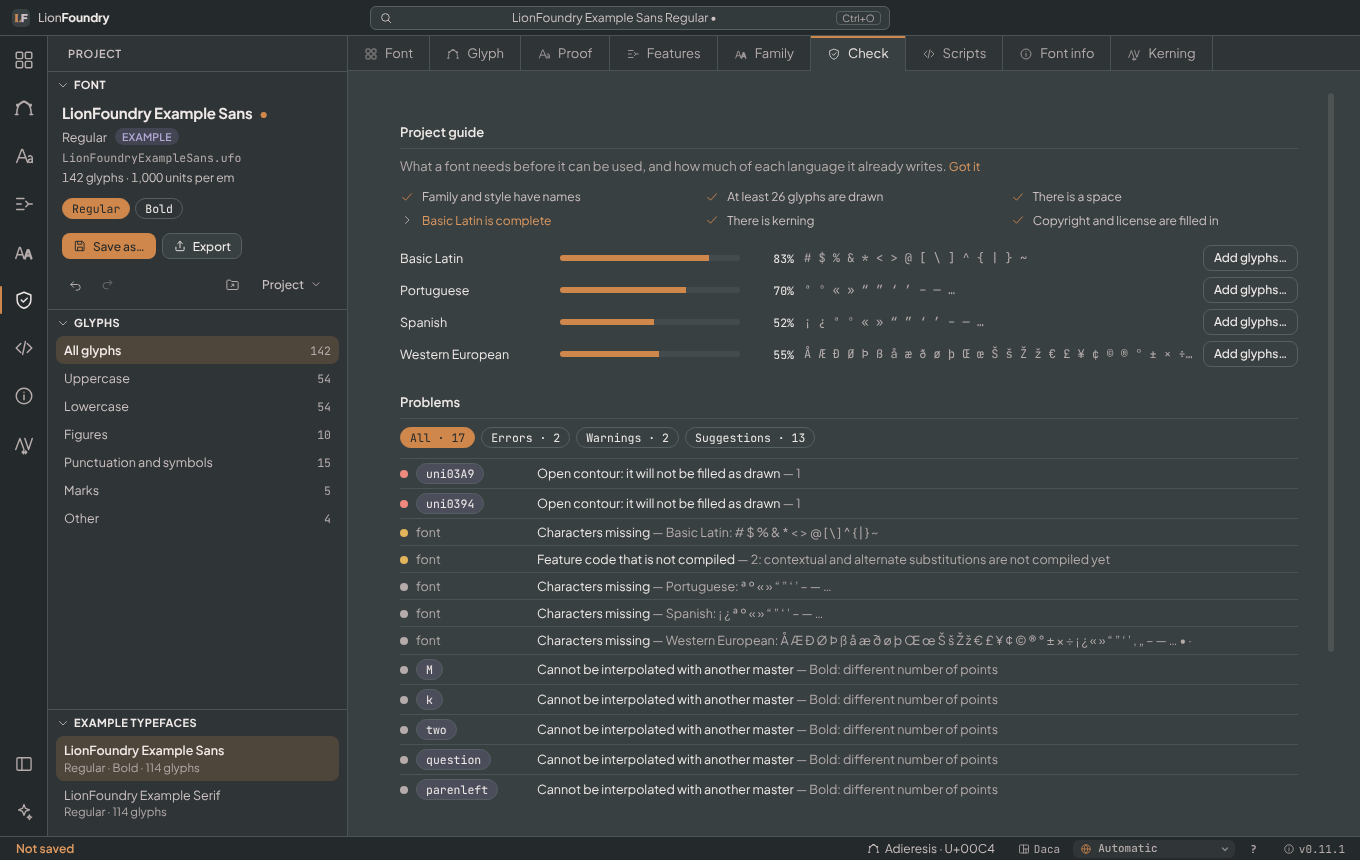 LF LionFoundry
LionFoundry Example Sans Regular •
Ctrl+O
PROJECT
Font
Glyph
Proof
Features
Family
Check
Scripts
Font info
Kerning
FONT
LionFoundry Example Sans
Regular EXAMPLE
LionFoundryExampleSans.ufo
142 glyphs · 1,000 units per em
Regular Bold
Save as… Export
Project
GLYPHS
All glyphs 142
Uppercase 54
Lowercase 54
Figures 10
Punctuation and symbols 15
Marks 5
Other 4
EXAMPLE TYPEFACES
LionFoundry Example Sans
Regular · Bold · 114 glyphs
LionFoundry Example Serif
Regular · 114 glyphs
Project guide
What a font needs before it can be used, and how much of each language it already writes. Got it
Family and style have names
At least 26 glyphs are drawn
There is a space
Basic Latin is complete
There is kerning
Copyright and license are filled in
Basic Latin 83% # $ % & * < > @ [ \ ] ^ { | } ~ Add glyphs…
Portuguese 70% ª º « » “ ” ‘ ’ – — … Add glyphs…
Spanish 52% ¡ ¿ ª º « » “ ” ‘ ’ – — … Add glyphs…
Western European 55% Å Æ Ð Ø Þ ß å æ ð ø þ Œ œ Š š Ž ž € £ ¥ ¢ © ® ° ± × ÷… Add glyphs…
Problems
All · 17 Errors · 2 Warnings · 2 Suggestions · 13
uni03A9 Open contour: it will not be filled as drawn — 1
uni0394 Open contour: it will not be filled as drawn — 1
font Characters missing — Basic Latin: # $ % & * < > @ [ \ ] ^ { | } ~
font Feature code that is not compiled — 2: contextual and alternate substitutions are not compiled yet
font Characters missing — Portuguese: ª º « » “ ” ‘ ’ – — …
font Characters missing — Spanish: ¡ ¿ ª º « » “ ” ‘ ’ – — …
font Characters missing — Western European: Å Æ Ð Ø Þ ß å æ ð ø þ Œ œ Š š Ž ž € £ ¥ ¢ © ® ° ± × ÷ ¡ ¿ « » “ ” ‘ ’ ‚ „ – — … • ·
M Cannot be interpolated with another master — Bold: different number of points
k Cannot be interpolated with another master — Bold: different number of points
two Cannot be interpolated with another master — Bold: different number of points
question Cannot be interpolated with another master — Bold: different number of points
parenleft Cannot be interpolated with another master — Bold: different number of points
Not saved
Adieresis · U+00C4
Daca
Automatic
?
v0.11.1